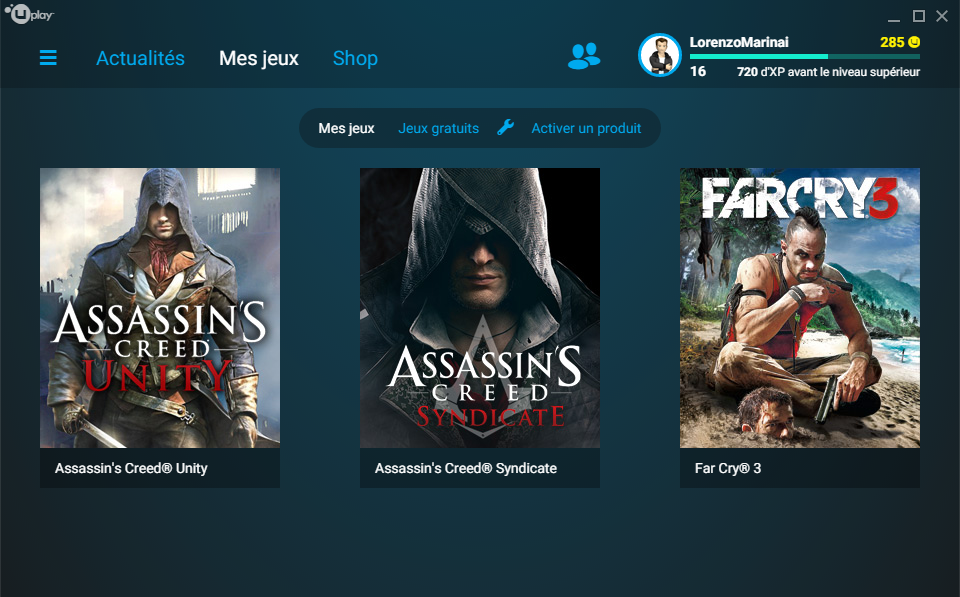 uplay
Actualités
Mes jeux
Shop
LorenzoMarinai
285
16
720 d'XP avant le niveau supérieur
Mes jeux
Jeux gratuits
Activer un produit
ASSASSIN'S
CREED
UNITY
Assassin's Creed® Unity
ASSASSIN'S
CREED
SYNDICATE
Assassin's Creed® Syndicate
FARCRY3
Far Cry® 3